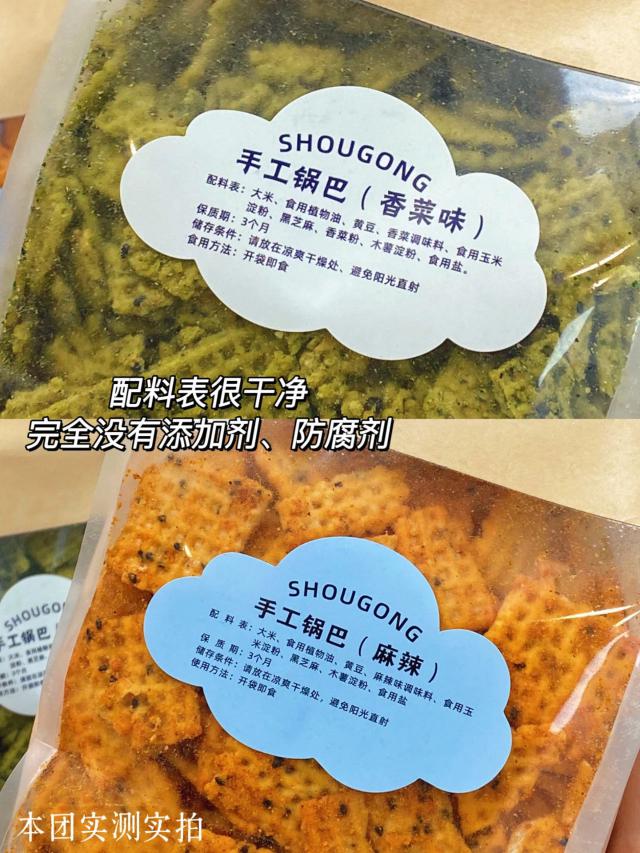 SHOUGONG
手工锅巴（香菜味）
配料表：大米、食用植物油、黄豆、香菜调味料、食用玉米
淀粉、黑芝麻、香菜粉、木薯淀粉、食用盐。
保质期：3个月
储存条件：请放在凉爽干燥处、避免阳光直射
食用方法：开袋即食
配料表很干净
完全没有添加剂、防腐剂
SHOUGONG
手工锅巴（麻辣）
配料表：大米、食用植物油、黄豆、麻辣味调味料、食用玉
米淀粉、黑芝麻、木薯淀粉、食用盐
保质期：3个月
储存条件：请放在凉爽干燥处，避免阳光直射
使用方法：开袋即食
SHOUGONG
手工锅巴（
本团实测实拍